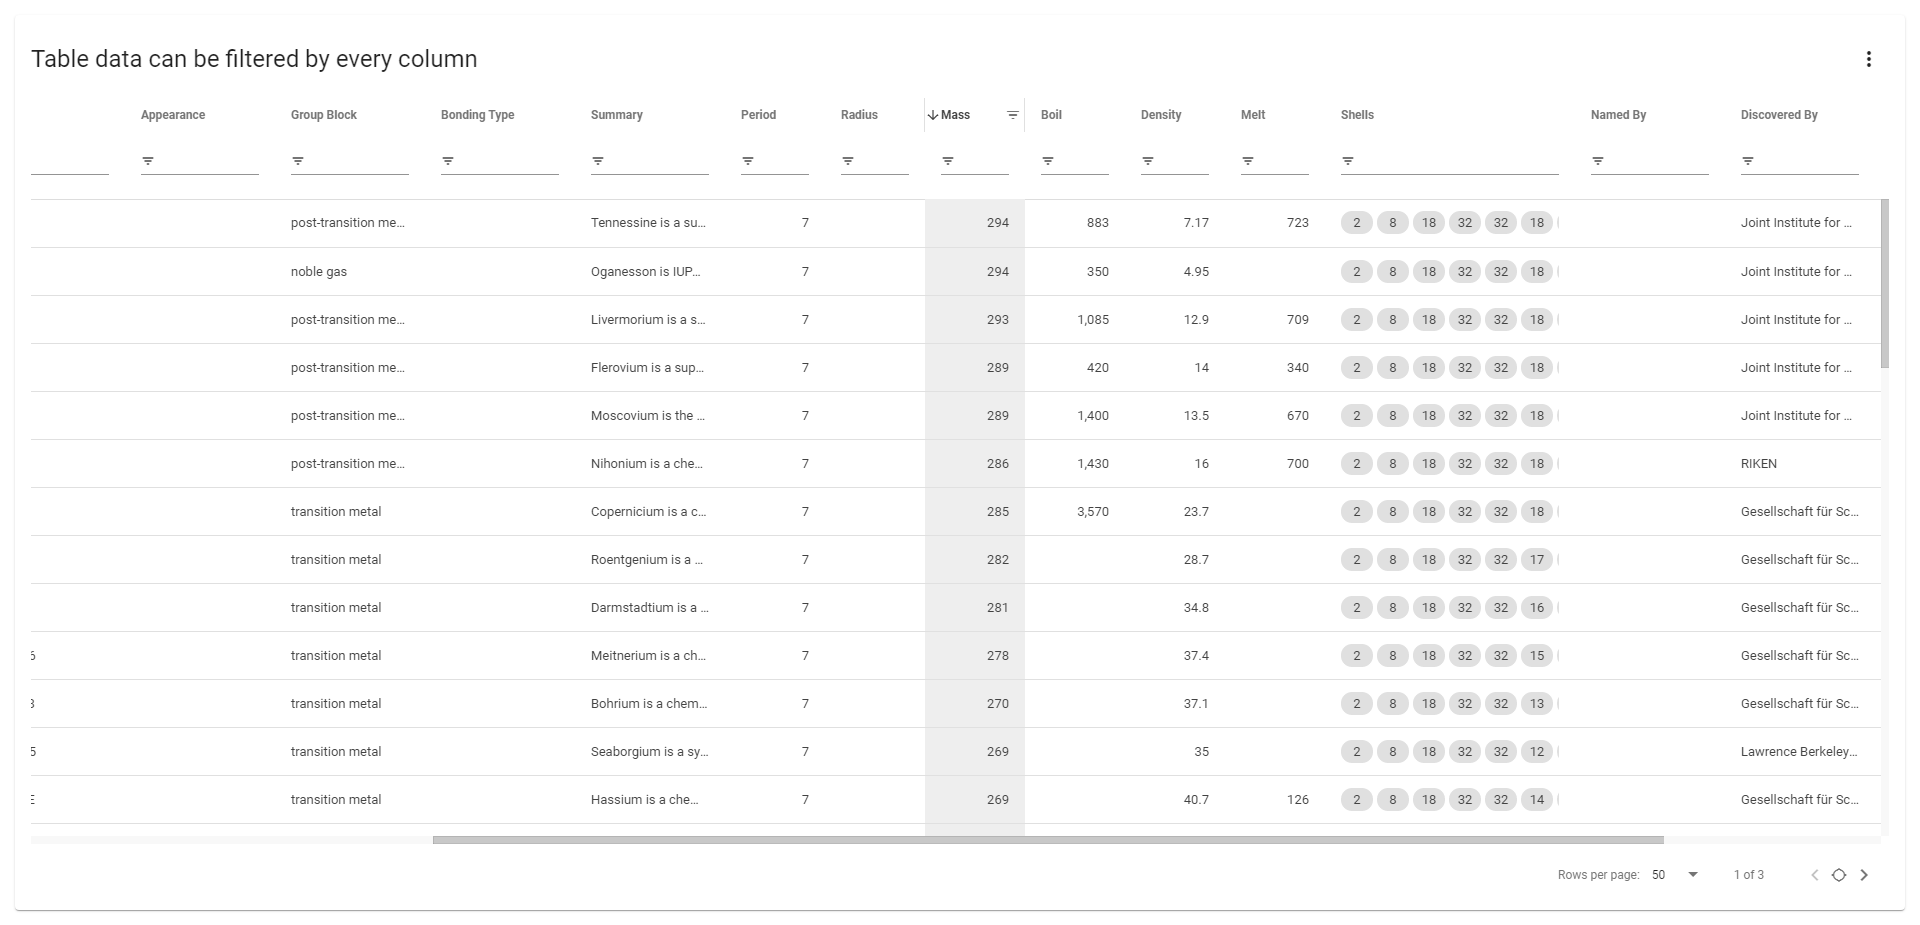 Table data can be filtered by every column
Appearance Group Block Bonding Type Summary Period Radius Mass Boil Density Melt Shells Named By Discovered By
post-transition me... Tennessine is a su... 7 294 883 7.17 723 2 8 18 32 32 18 Joint Institute for ...
noble gas Oganesson is IUP... 7 294 350 4.95 2 8 18 32 32 18 Joint Institute for ...
post-transition me... Livermorium is a s... 7 293 1,085 12.9 709 2 8 18 32 32 18 Joint Institute for ...
post-transition me... Flerovium is a sup... 7 289 420 14 340 2 8 18 32 32 18 Joint Institute for ...
post-transition me... Moscovium is the ... 7 289 1,400 13.5 670 2 8 18 32 32 18 Joint Institute for ...
post-transition me... Nihonium is a che... 7 286 1,430 16 700 2 8 18 32 32 18 RIKEN
transition metal Copernicium is a c... 7 285 3,570 23.7 2 8 18 32 32 18 Gesellschaft für Sc...
transition metal Roentgenium is a ... 7 282 28.7 2 8 18 32 32 17 Gesellschaft für Sc...
transition metal Darmstadtium is a ... 7 281 34.8 2 8 18 32 32 16 Gesellschaft für Sc...
transition metal Meitnerium is a ch... 7 278 37.4 2 8 18 32 32 15 Gesellschaft für Sc...
transition metal Bohrium is a chem... 7 270 37.1 2 8 18 32 32 13 Gesellschaft für Sc...
transition metal Seaborgium is a sy... 7 269 35 2 8 18 32 32 12 Lawrence Berkeley...
transition metal Hassium is a che... 7 269 40.7 126 2 8 18 32 32 14 Gesellschaft für Sc...
Rows per page: 50 1 of 3